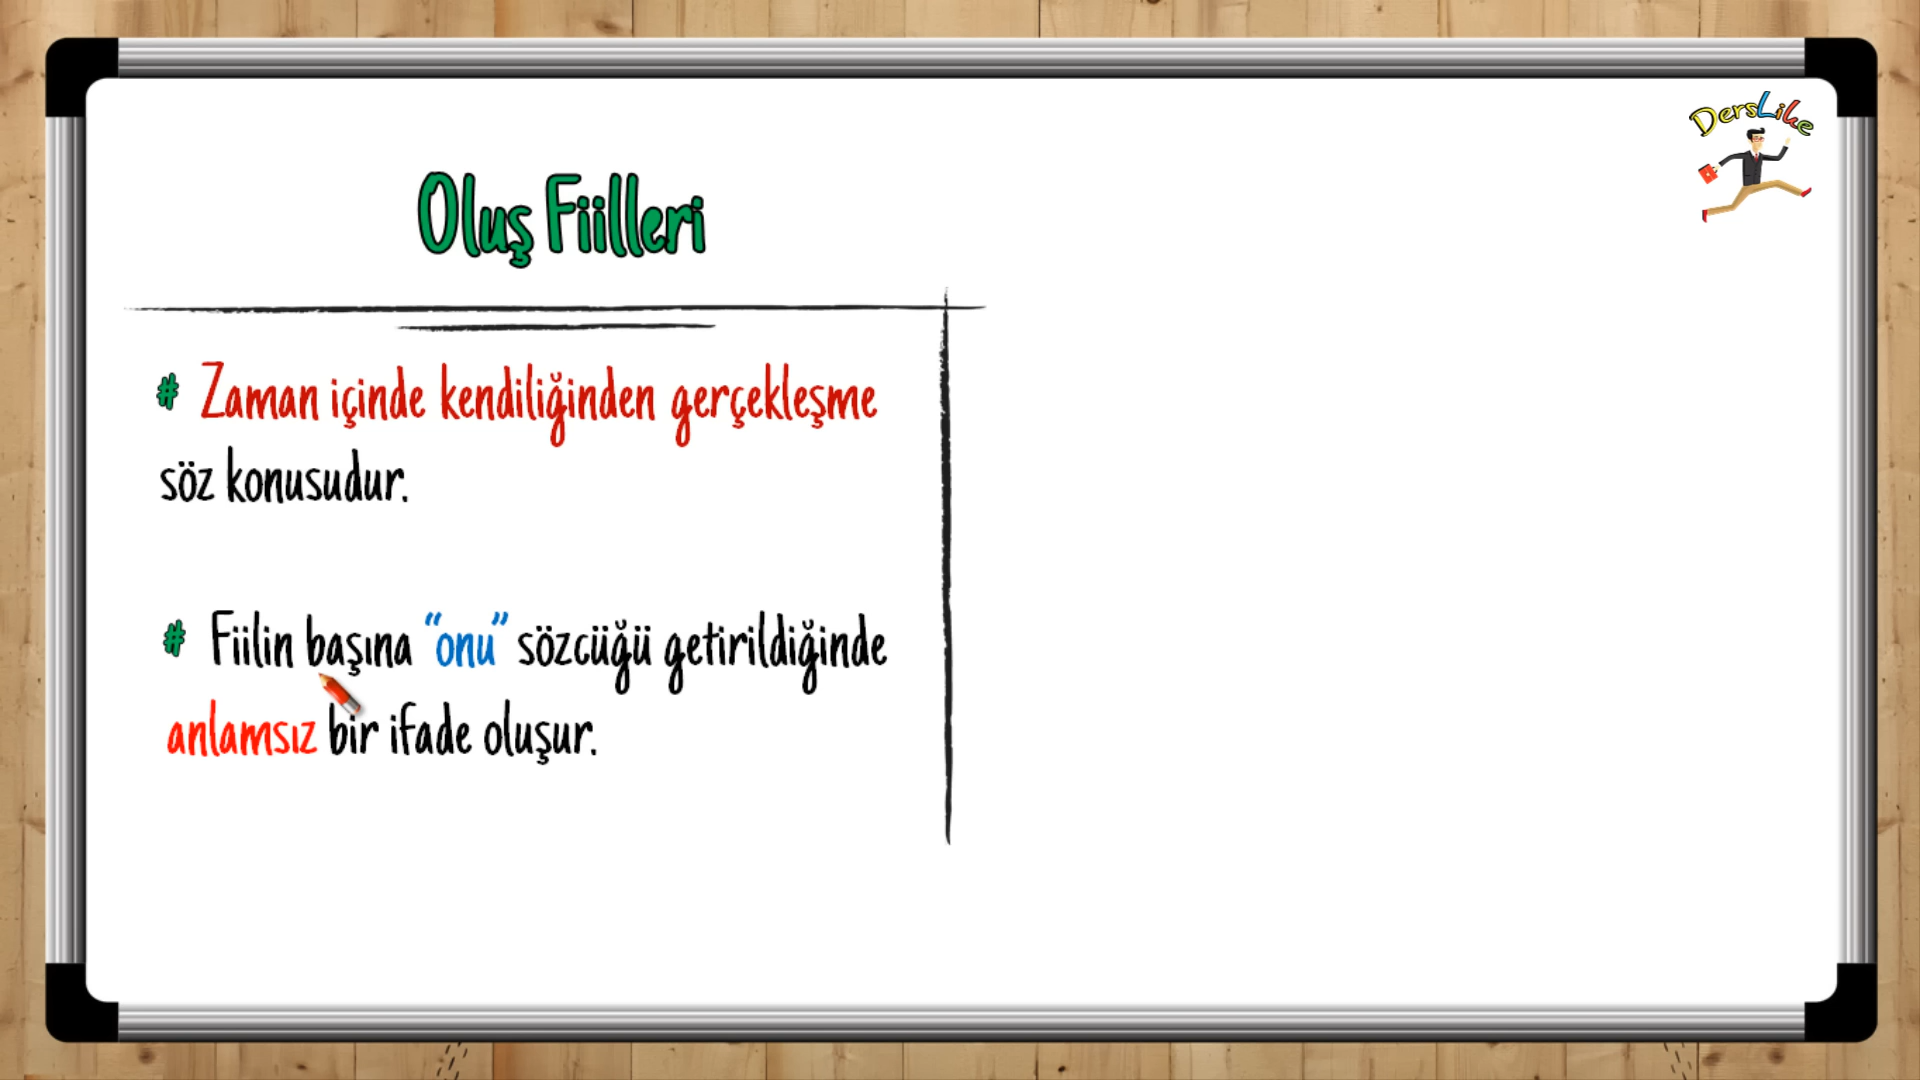 DersLike
Oluş Fiilleri
# Zaman içinde kendiliğinden gerçekleşme
söz konusudur.
# Fiilin başına “onu” sözcüğü getirildiğinde
anlamsız bir ifade oluşur.